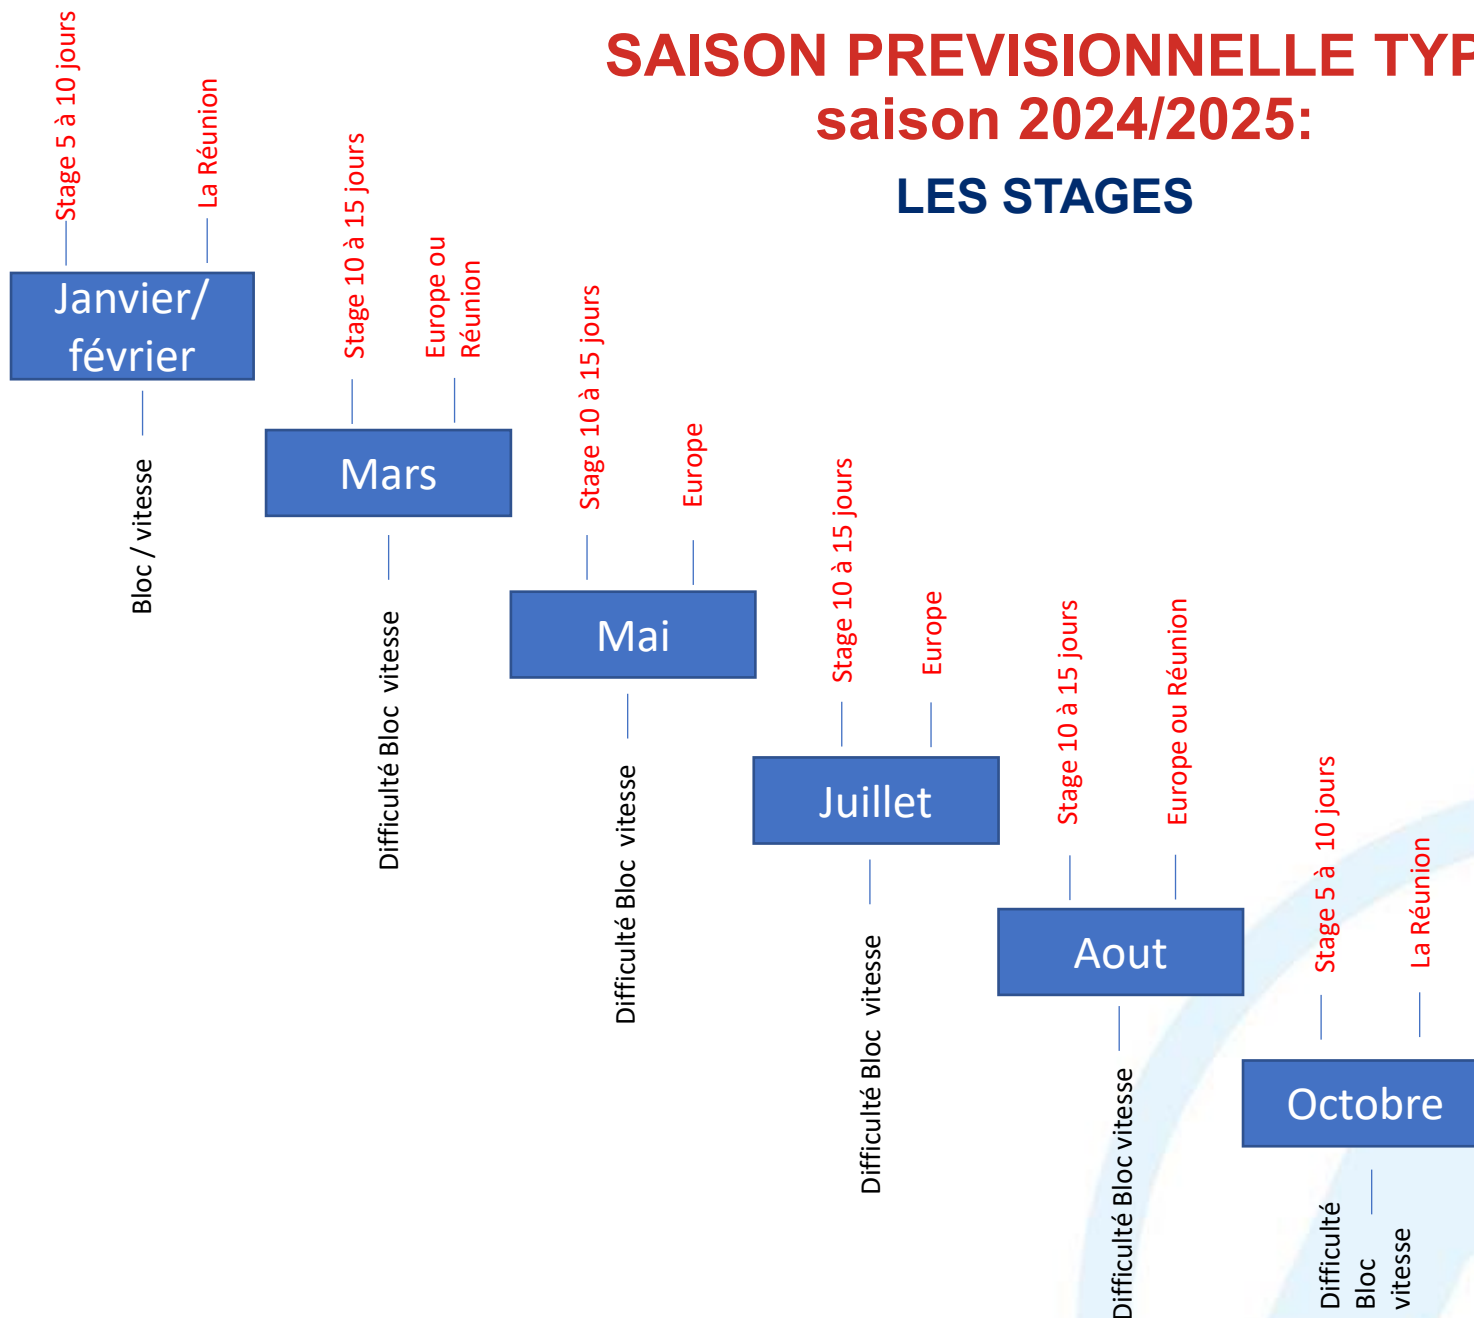 SAISON PREVISIONNELLE TYP
saison 2024/2025:
LES STAGES
Stage 5 à 10 jours
La Réunion
Janvier/
février
Bloc / vitesse
Stage 10 à 15 jours
Europe ou
Réunion
Mars
Difficulté Bloc vitesse
Stage 10 à 15 jours
Europe
Mai
Difficulté Bloc vitesse
Stage 10 à 15 jours
Europe
Juillet
Difficulté Bloc vitesse
Stage 10 à 15 jours
Europe ou Réunion
Aout
Difficulté Bloc vitesse
Stage 5 à 10 jours
La Réunion
Octobre
Difficulté
Bloc
vitesse